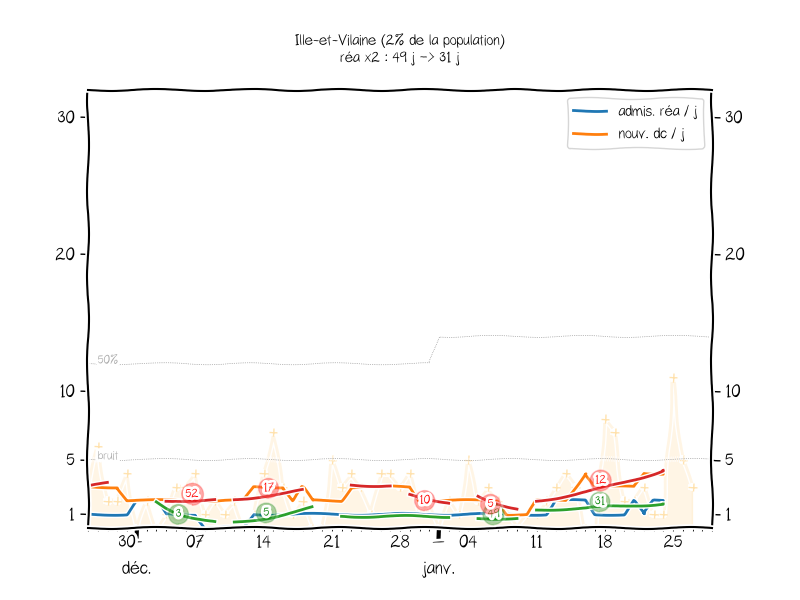 Ille-et-Vilaine (2% de la population)
réa x2 : 49 j -> 31 j
admis. réa / j
nouv. dc / j
30 30
20 20
50%
10 10
bruit
5 5
1 1
52 17 10 5 12
3 5 31
30 07 14 21 28 04 11 18 25
déc. janv.